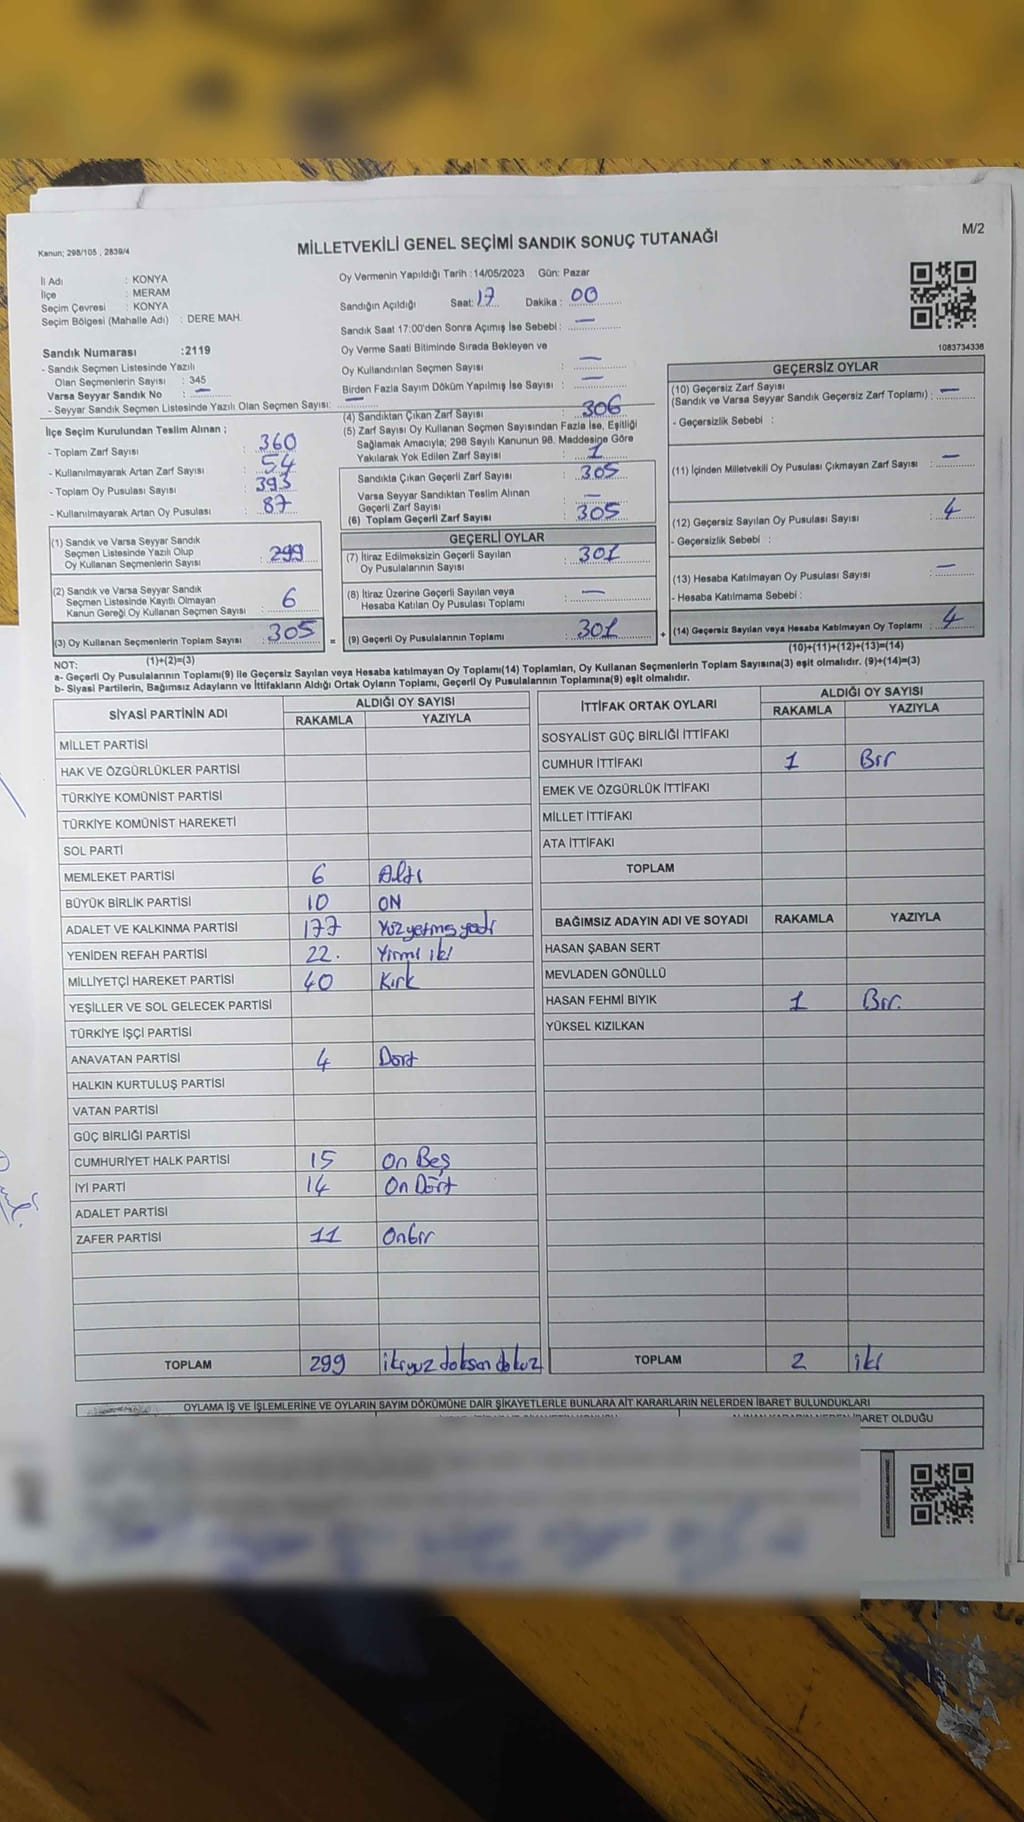 Kanun; 298/105 , 2839/4
MİLLETVEKİLİ GENEL SEÇİMİ SANDIK SONUÇ TUTANAĞI
M/2
İl Adı : KONYA
İlçe : MERAM
Seçim Çevresi : KONYA
Seçim Bölgesi (Mahalle Adı) : DERE MAH.
Oy Vermenin Yapıldığı Tarih : 14/05/2023 Gün: Pazar
Sandığın Açıldığı Saat: 17 Dakika : 00
Sandık Saat 17:00'den Sonra Açımış İse Sebebi : —
Oy Verme Saati Bitiminde Sırada Bekleyen ve
Oy Kullandırılan Seçmen Sayısı : —
Birden Fazla Sayım Döküm Yapılmış İse Sayısı : —
1083734336
Sandık Numarası :2119
- Sandık Seçmen Listesinde Yazılı
Olan Seçmenlerin Sayısı : 345
Varsa Seyyar Sandık No : —
- Seyyar Sandık Seçmen Listesinde Yazılı Olan Seçmen Sayısı: —
İlçe Seçim Kurulundan Teslim Alınan ;
- Toplam Zarf Sayısı : 360
- Kullanılmayarak Artan Zarf Sayısı : 54
- Toplam Oy Pusulası Sayısı : 393
- Kullanılmayarak Artan Oy Pusulası : 87
(1) Sandık ve Varsa Seyyar Sandık
Seçmen Listesinde Yazılı Olup
Oy Kullanan Seçmenlerin Sayısı : 299
(2) Sandık ve Varsa Seyyar Sandık
Seçmen Listesinde Kayıtlı Olmayan
Kanun Gereği Oy Kullanan Seçmen Sayısı : 6
(3) Oy Kullanan Seçmenlerin Toplam Sayısı : 305 =
(1)+(2)=(3)
(4) Sandıktan Çıkan Zarf Sayısı : 306
(5) Zarf Sayısı Oy Kullanan Seçmen Sayısından Fazla İse, Eşitliği
Sağlamak Amacıyla; 298 Sayılı Kanunun 98. Maddesine Göre
Yakılarak Yok Edilen Zarf Sayısı : 1
Sandıkta Çıkan Geçerli Zarf Sayısı : 305
Varsa Seyyar Sandıktan Teslim Alınan
Geçerli Zarf Sayısı : —
(6) Toplam Geçerli Zarf Sayısı : 305
GEÇERLİ OYLAR
(7) İtiraz Edilmeksizin Geçerli Sayılan
Oy Pusulalarının Sayısı : 301
(8) İtiraz Üzerine Geçerli Sayılan veya
Hesaba Katılan Oy Pusulası Toplamı : —
(9) Geçerli Oy Pusulalarının Toplamı : 301 +
GEÇERSİZ OYLAR
(10) Geçersiz Zarf Sayısı
(Sandık ve Varsa Seyyar Sandık Geçersiz Zarf Toplamı) : —
- Geçersizlik Sebebi :
(11) İçinden Milletvekili Oy Pusulası Çıkmayan Zarf Sayısı : —
(12) Geçersiz Sayılan Oy Pusulası Sayısı : 4
- Geçersizlik Sebebi :
(13) Hesaba Katılmayan Oy Pusulası Sayısı : —
- Hesaba Katılmama Sebebi :
(14) Geçersiz Sayılan veya Hesaba Katılmayan Oy Toplamı : 4
(10)+(11)+(12)+(13)=(14)
NOT:
a- Geçerli Oy Pusulalarının Toplamı(9) ile Geçersiz Sayılan veya Hesaba katılmayan Oy Toplamı(14) Toplamları, Oy Kullanan Seçmenlerin Toplam Sayısına(3) eşit olmalıdır. (9)+(14)=(3)
b- Siyasi Partilerin, Bağımsız Adayların ve İttifakların Aldığı Ortak Oyların Toplamı, Geçerli Oy Pusulalarının Toplamına(9) eşit olmalıdır.
SİYASİ PARTİNİN ADI ALDIĞI OY SAYISI
RAKAMLA YAZIYLA
MİLLET PARTİSİ
HAK VE ÖZGÜRLÜKLER PARTİSİ
TÜRKİYE KOMÜNİST PARTİSİ
TÜRKİYE KOMÜNİST HAREKETİ
SOL PARTİ
MEMLEKET PARTİSİ 6 Altı
BÜYÜK BİRLİK PARTİSİ 10 ON
ADALET VE KALKINMA PARTİSİ 177 Yüzyetmışyedi
YENİDEN REFAH PARTİSİ 22. Yirmi iki
MİLLİYETÇİ HAREKET PARTİSİ 40 Kırk
YEŞİLLER VE SOL GELECEK PARTİSİ
TÜRKİYE İŞÇİ PARTİSİ
ANAVATAN PARTİSİ 4 Dört
HALKIN KURTULUŞ PARTİSİ
VATAN PARTİSİ
GÜÇ BİRLİĞİ PARTİSİ
CUMHURİYET HALK PARTİSİ 15 On Beş
İYİ PARTİ 14 On Dört
ADALET PARTİSİ
ZAFER PARTİSİ 11 Onbir
TOPLAM 299 ikiyuz doksan dokuz
İTTİFAK ORTAK OYLARI ALDIĞI OY SAYISI
RAKAMLA YAZIYLA
SOSYALİST GÜÇ BİRLİĞİ İTTİFAKI
CUMHUR İTTİFAKI 1 Bir
EMEK VE ÖZGÜRLÜK İTTİFAKI
MİLLET İTTİFAKI
ATA İTTİFAKI
TOPLAM
BAĞIMSIZ ADAYIN ADI VE SOYADI RAKAMLA YAZIYLA
HASAN ŞABAN SERT
MEVLADEN GÖNÜLLÜ
HASAN FEHMİ BIYIK 1 Bir.
YÜKSEL KIZILKAN
TOPLAM 2 iki
OYLAMA İŞ VE İŞLEMLERİNE VE OYLARIN SAYIM DÖKÜMÜNE DAİR ŞİKAYETLERLE BUNLARA AİT KARARLARIN NELERDEN İBARET BULUNDUKLARI
İBARET OLDUĞU